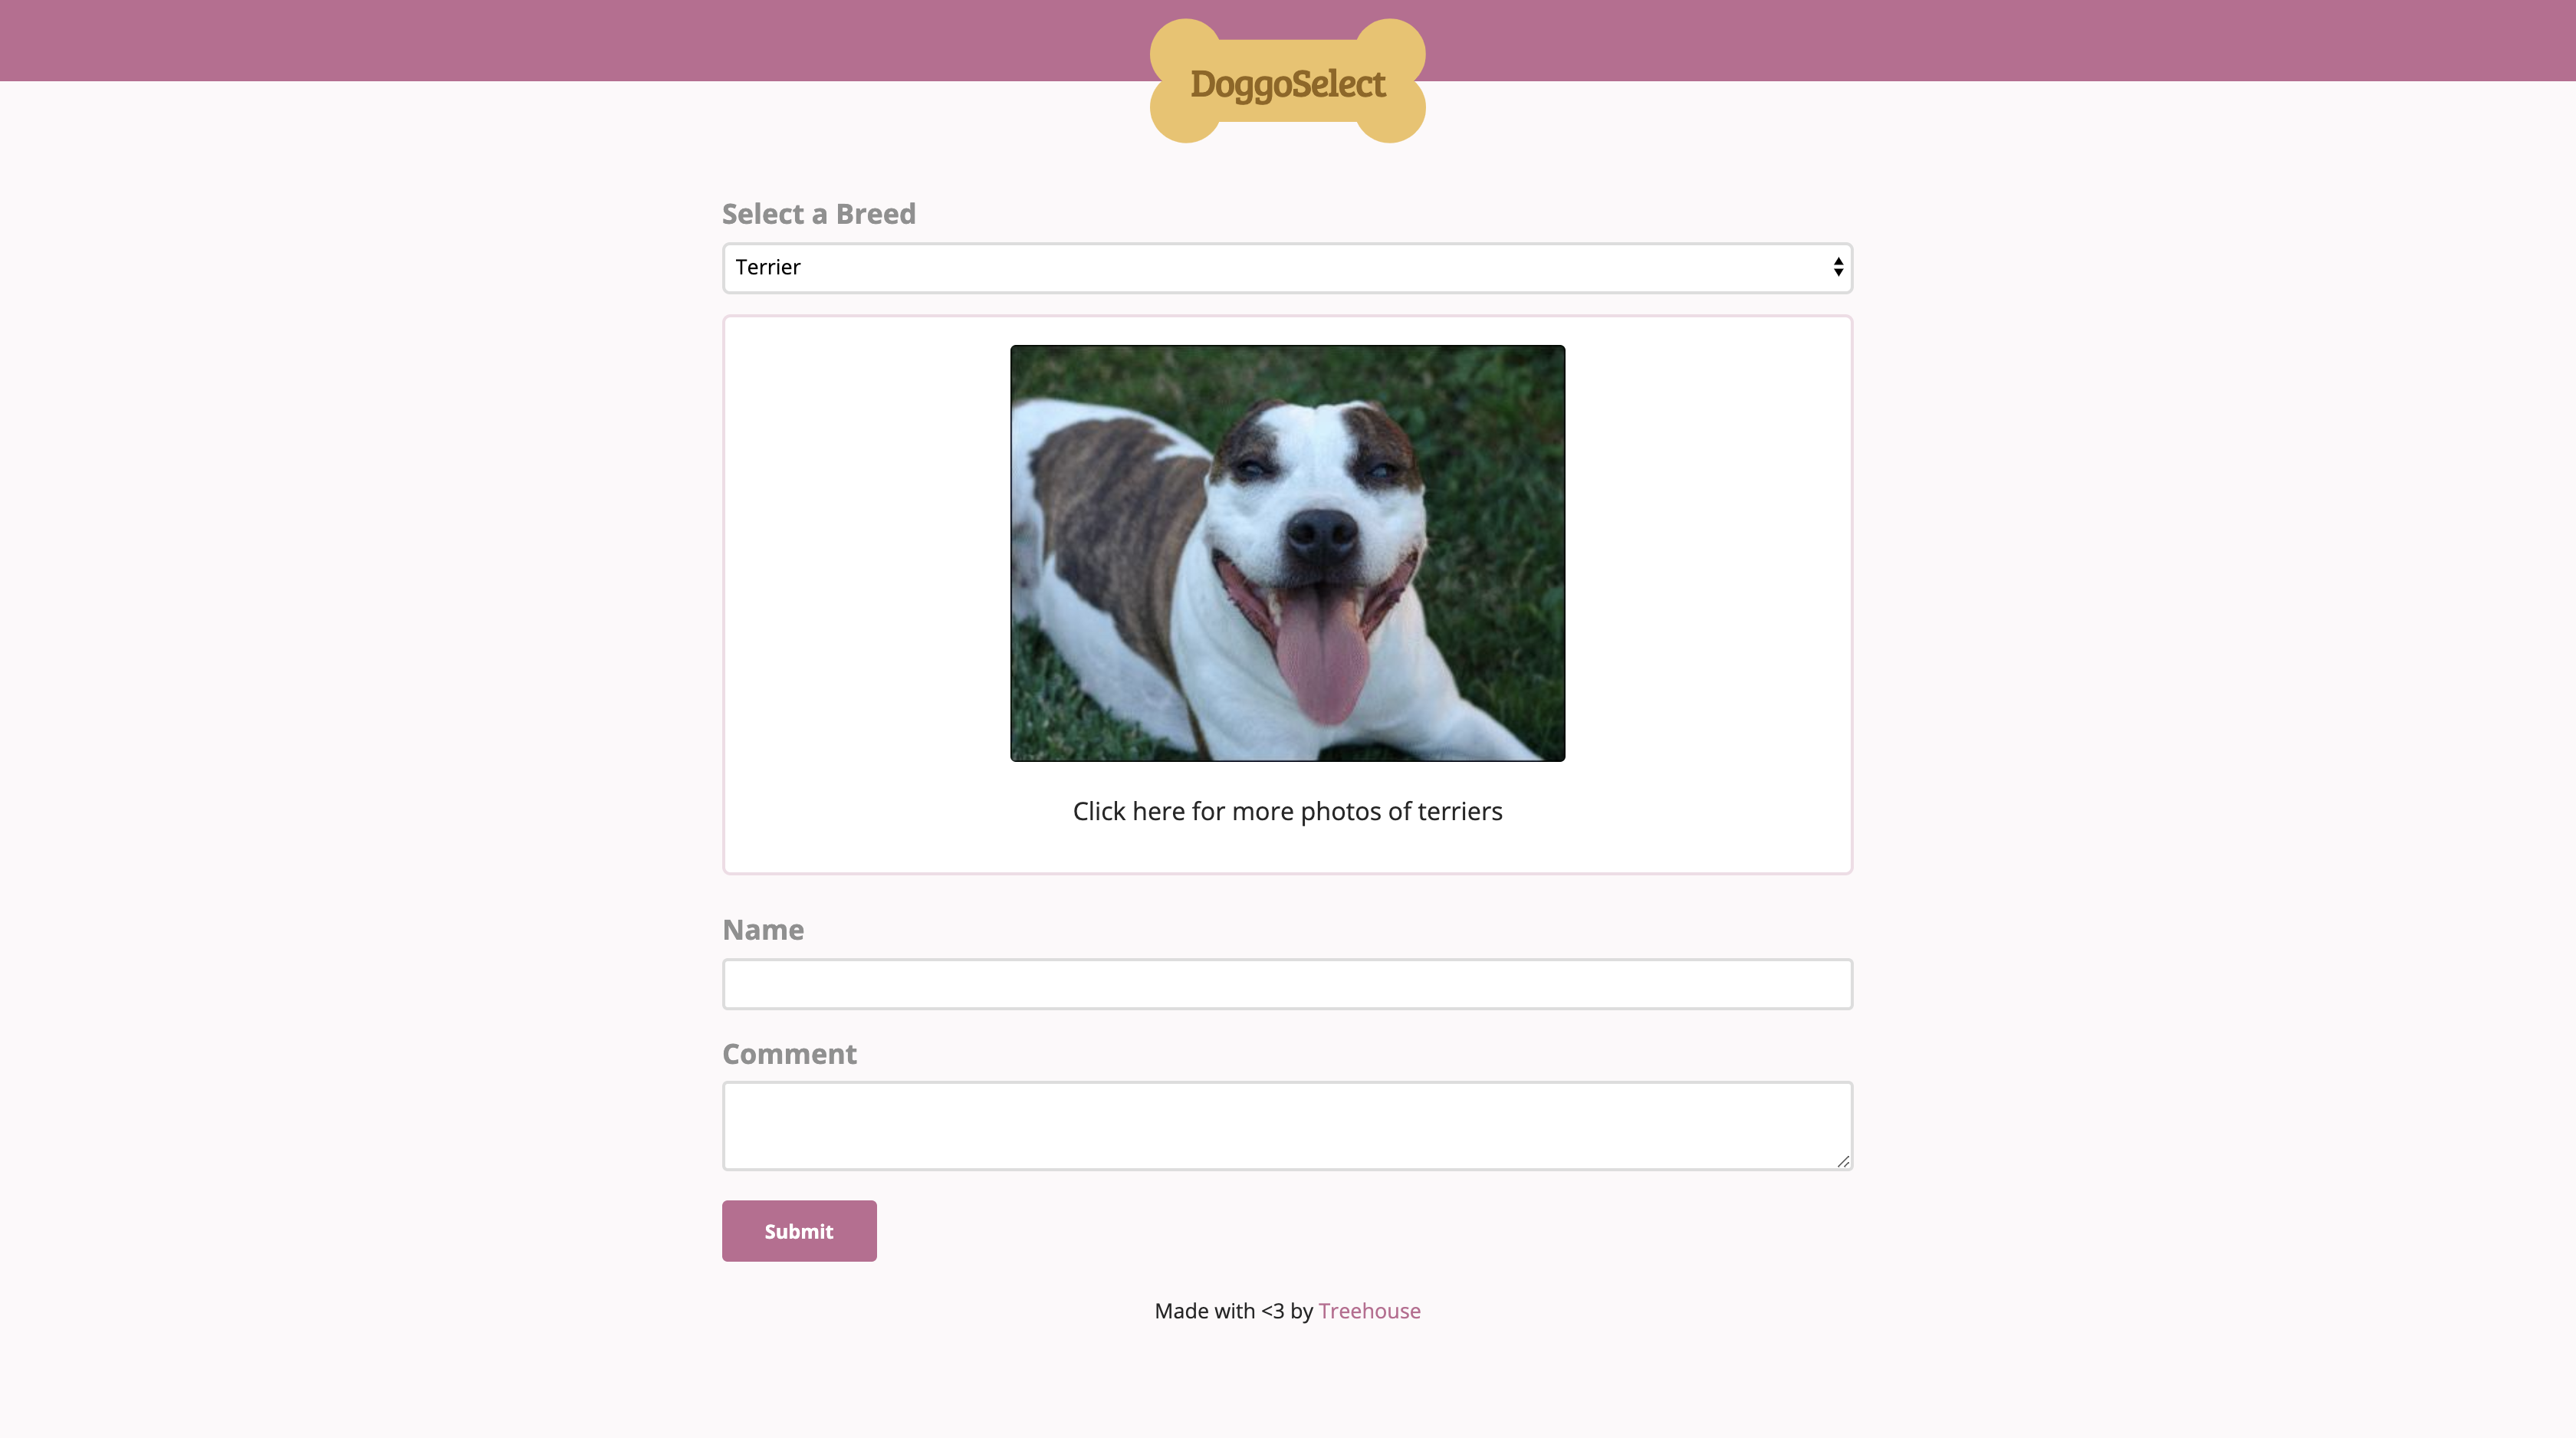 DoggoSelect
Select a Breed
Terrier
Click here for more photos of terriers
Name
Comment
Submit
Made with <3 by Treehouse